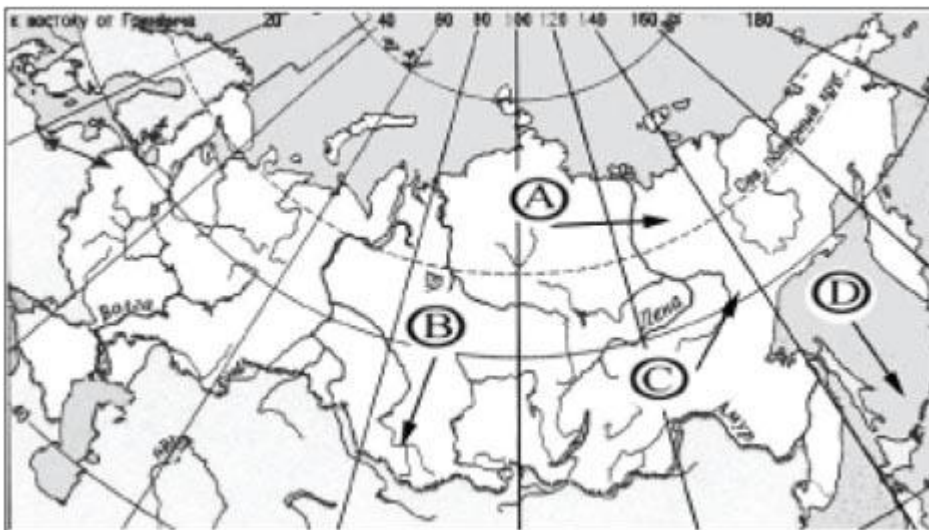 к востоку от Гринвича 20 40 60 80 100 120 140 160 180
Сев. Полярный круг
A
B
C
D
Волга
Лена
Амур